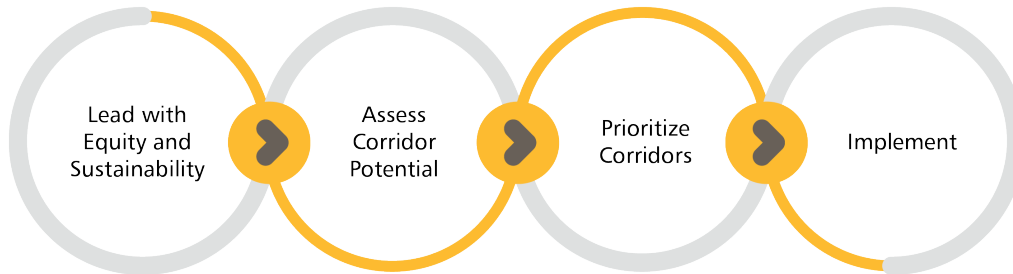 Lead with
Equity and
Sustainability
Assess
Corridor
Potential
Prioritize
Corridors
Implement